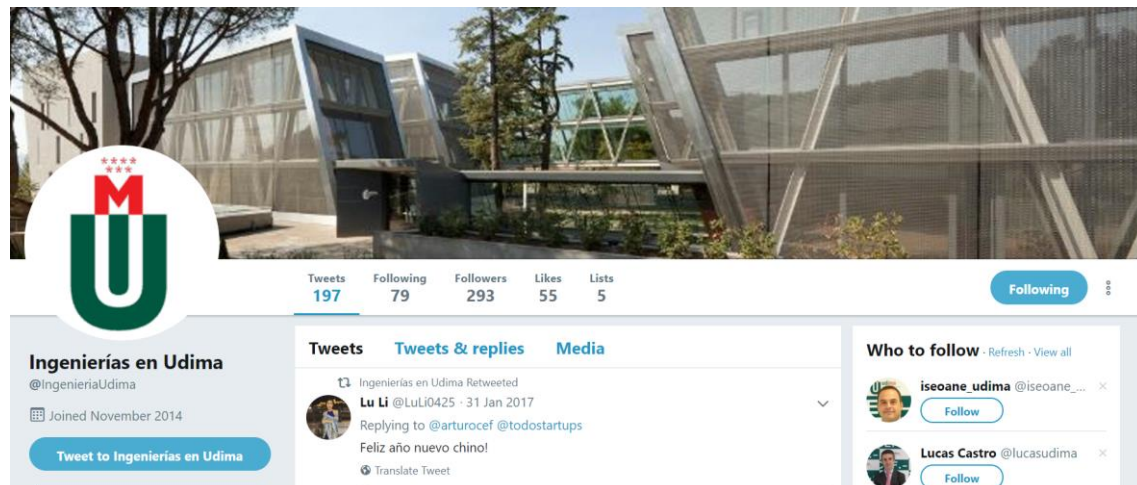 Tweets Following Followers Likes Lists
197 79 293 55 5
Following
Ingenierías en Udima
@IngenieriaUdima
Joined November 2014
Tweet to Ingenierías en Udima
Tweets Tweets & replies Media
Ingenierías en Udima Retweeted
Lu Li @LuLi0425 · 31 Jan 2017
Replying to @arturocef @todostartups
Feliz año nuevo chino!
Translate Tweet
Who to follow · Refresh · View all
iseoane_udima @iseoane_...
Follow
Lucas Castro @lucasudima
Follow
M
U